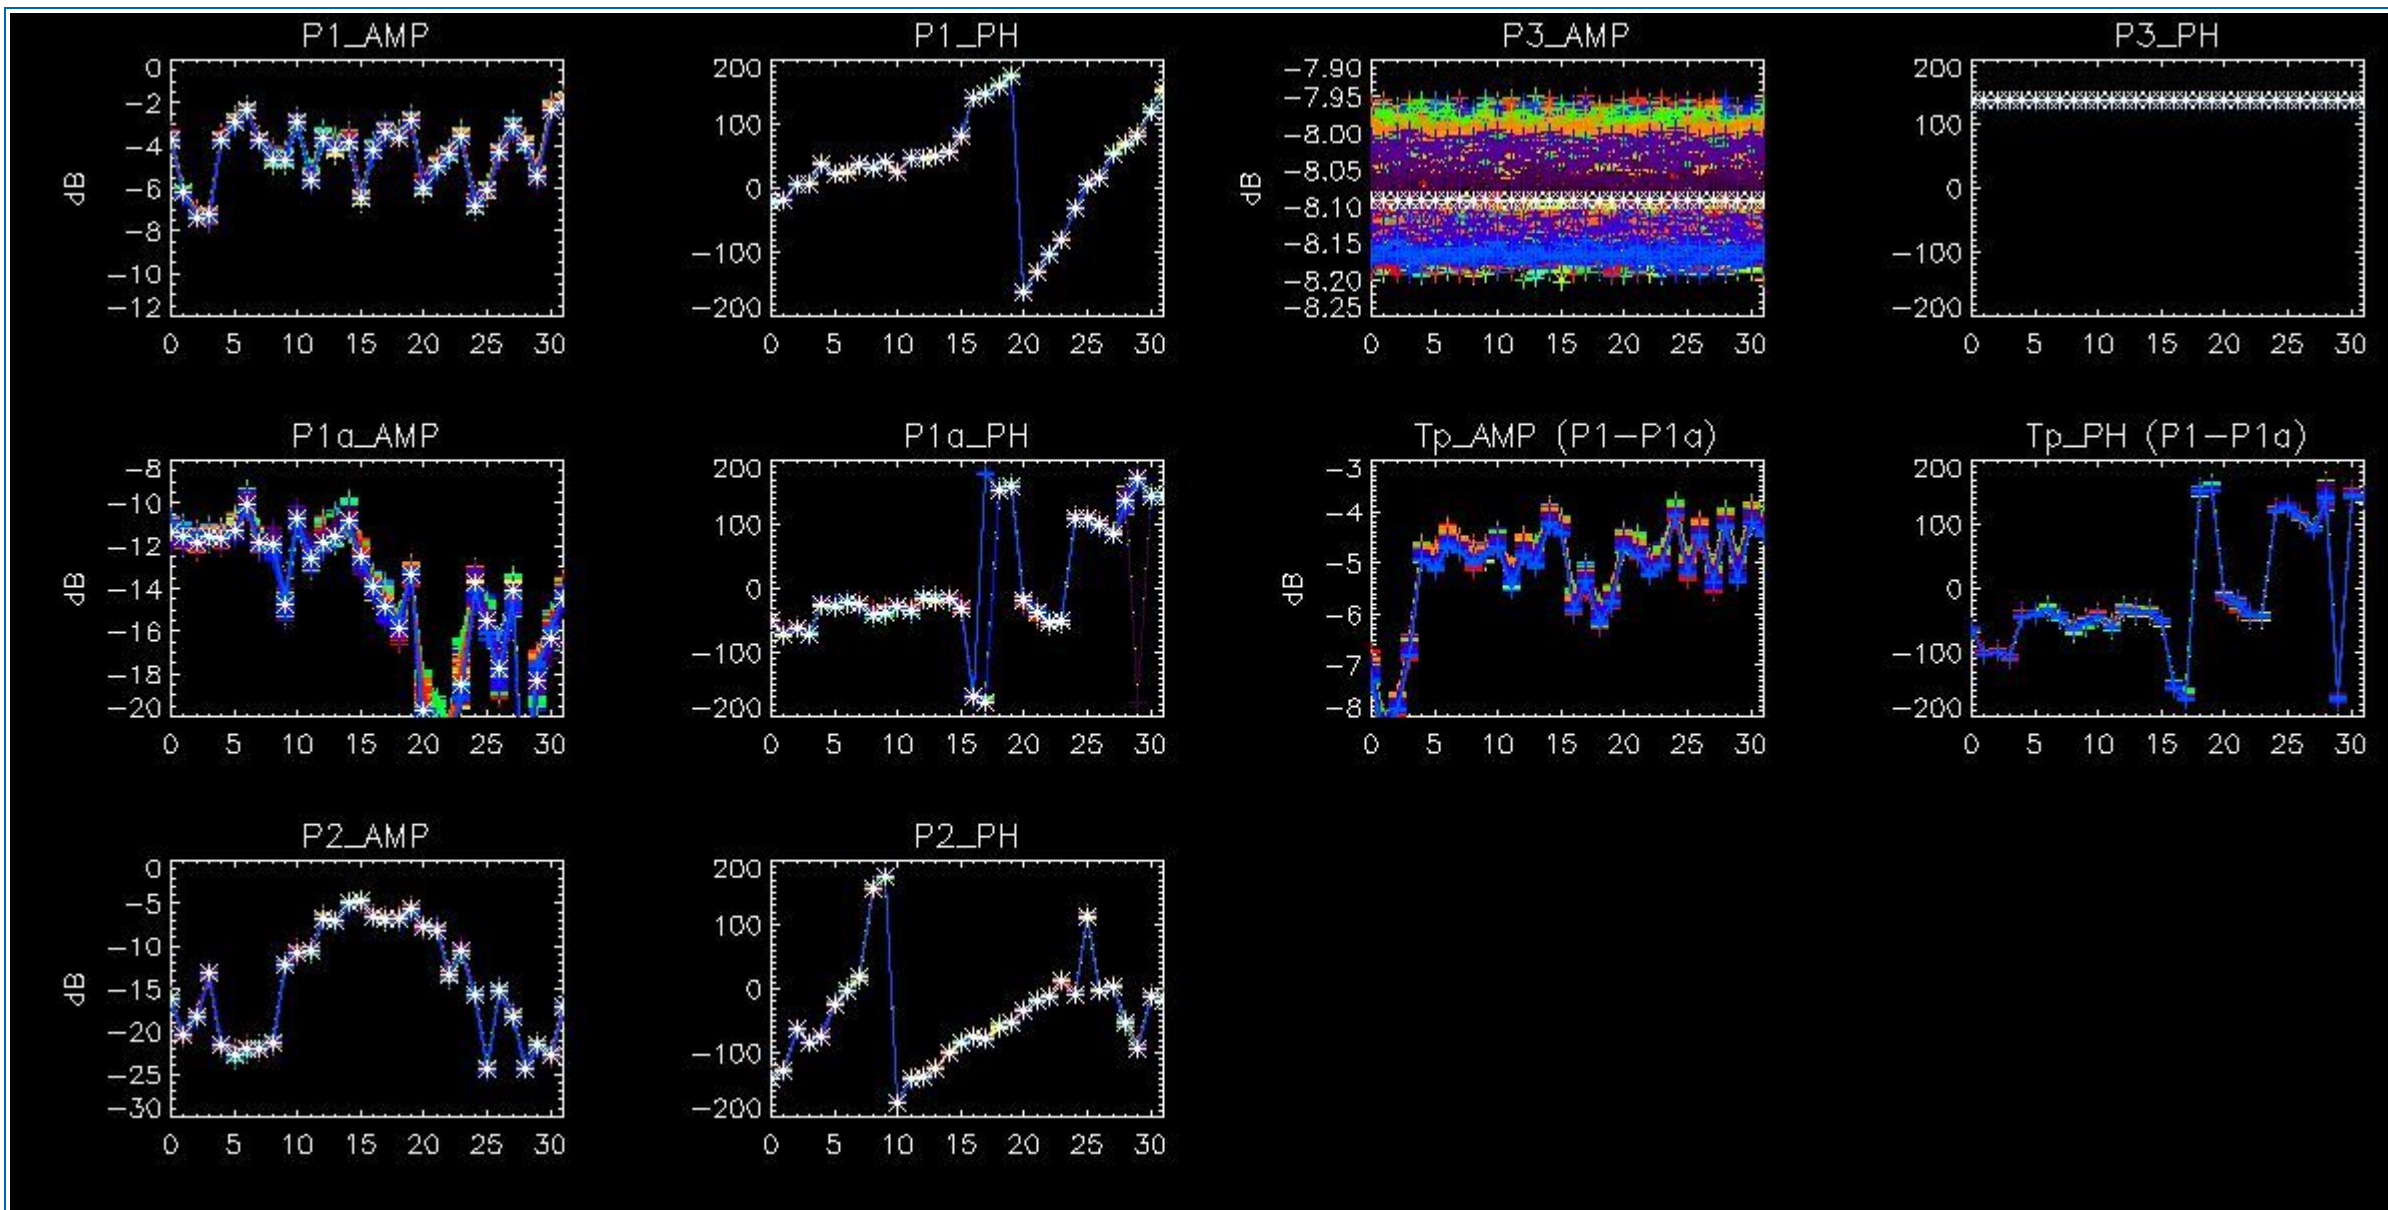 P1_AMP
0
−2
−4
−6
−8
−10
−12
dB
0 5 10 15 20 25 30
P1_PH
200
100
0
−100
−200
0 5 10 15 20 25 30
P3_AMP
−7.90
−7.95
−8.00
−8.05
−8.10
−8.15
−8.20
−8.25
dB
0 5 10 15 20 25 30
P3_PH
200
100
0
−100
−200
0 5 10 15 20 25 30
P1a_AMP
−8
−10
−12
−14
−16
−18
−20
dB
0 5 10 15 20 25 30
P1a_PH
200
100
0
−100
−200
0 5 10 15 20 25 30
Tp_AMP (P1−P1a)
−3
−4
−5
−6
−7
−8
dB
0 5 10 15 20 25 30
Tp_PH (P1−P1a)
200
100
0
−100
−200
0 5 10 15 20 25 30
P2_AMP
0
−5
−10
−15
−20
−25
−30
dB
0 5 10 15 20 25 30
P2_PH
200
100
0
−100
−200
0 5 10 15 20 25 30